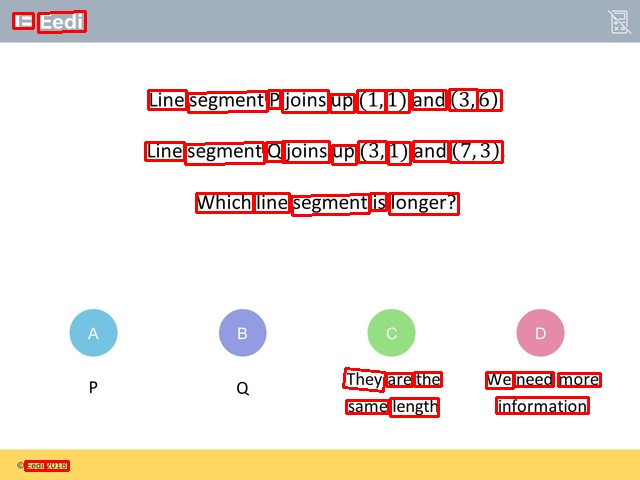 Eedi
Line segment P joins up (1, 1) and (3, 6)
Line segment Q joins up (3, 1) and (7, 3)
Which line segment is longer?
A
B
C
D
P
Q
They are the
same length
We need more
information
© Eedi 2018